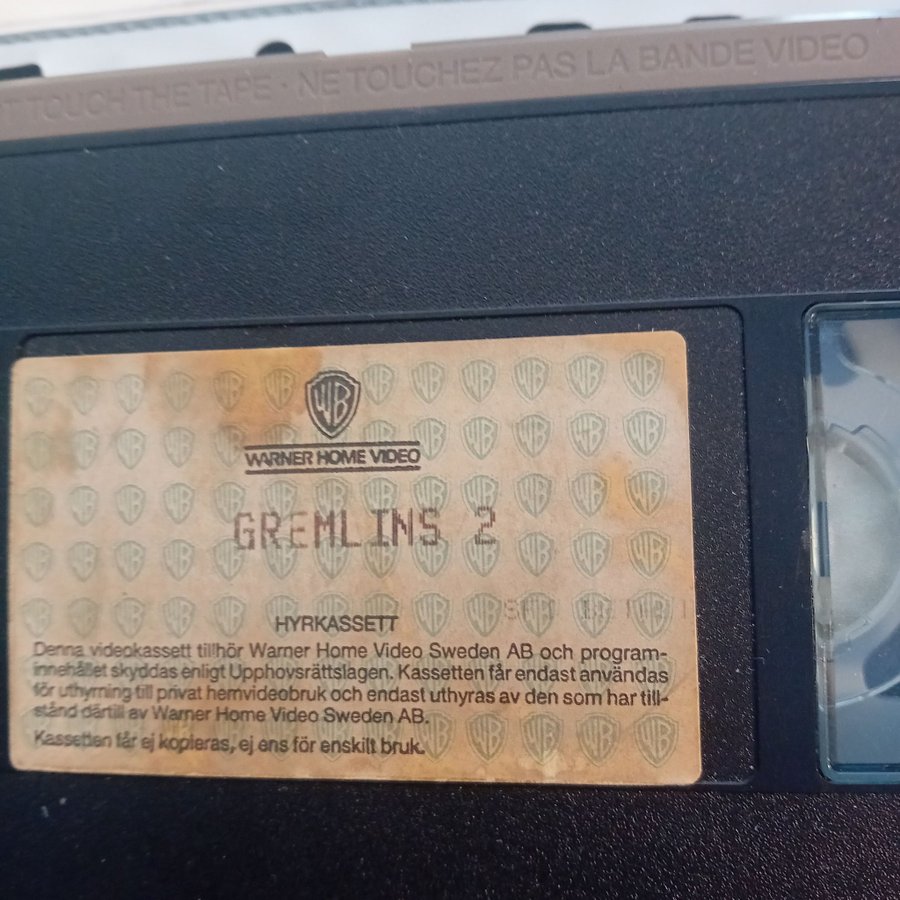 TOUCH THE TAPE · NE TOUCHEZ PAS LA BANDE VIDEO
WB
WARNER HOME VIDEO
GREMLINS 2
HYRKASSETT
Denna videokassett tillhör Warner Home Video Sweden AB och program-
innehållet skyddas enligt Upphovsrättslagen. Kassetten får endast användas
för uthyrning till privat hemvideobruk och endast uthyras av den som har till-
stånd därtill av Warner Home Video Sweden AB.
Kassetten får ej kopieras, ej ens för enskilt bruk.